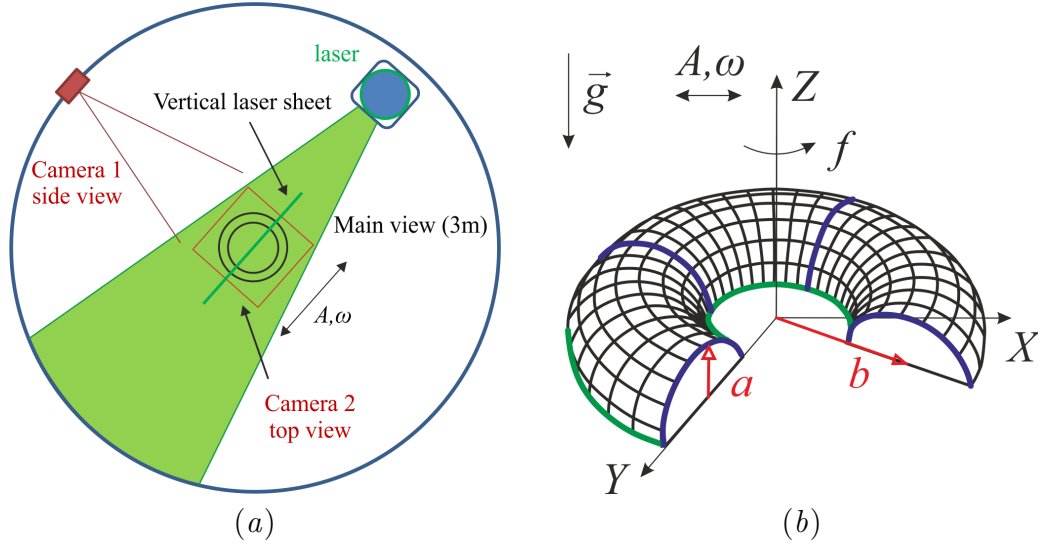 laser
Vertical laser sheet
Camera 1
side view
Main view (3m)
A,ω
Camera 2
top view
(a)
g
A,ω
Z
f
X
a
b
Y
(b)